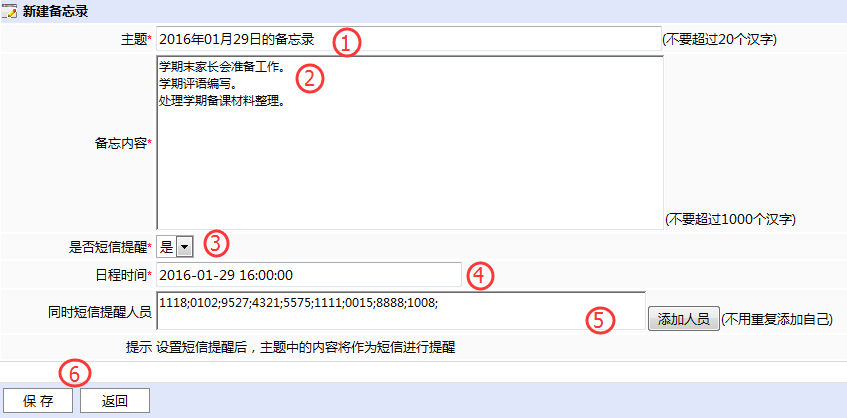 新建备忘录
主题* 2016年01月29日的备忘录 ① (不要超过20个汉字)
学期末家长会准备工作。
学期评语编写。 ②
处理学期备课材料整理。
备忘内容*
(不要超过1000个汉字)
是否短信提醒* 是 ③
日程时间* 2016-01-29 16:00:00 ④
1118;0102;9527;4321;5575;1111;0015;8888;1008;
同时短信提醒人员 ⑤ 添加人员 (不用重复添加自己)
提示 设置短信提醒后，主题中的内容将作为短信进行提醒
⑥
保 存 返回